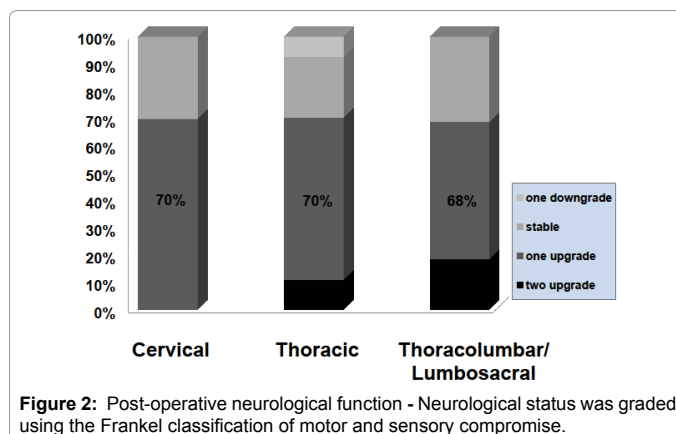 100%
90%
80%
70%
60%
50%
40%
30%
20%
10%
0%
70%
70%
68%
one downgrade
stable
one upgrade
two upgrade
Cervical
Thoracic
Thoracolumbar/
Lumbosacral
Figure 2: Post-operative neurological function - Neurological status was graded
using the Frankel classification of motor and sensory compromise.